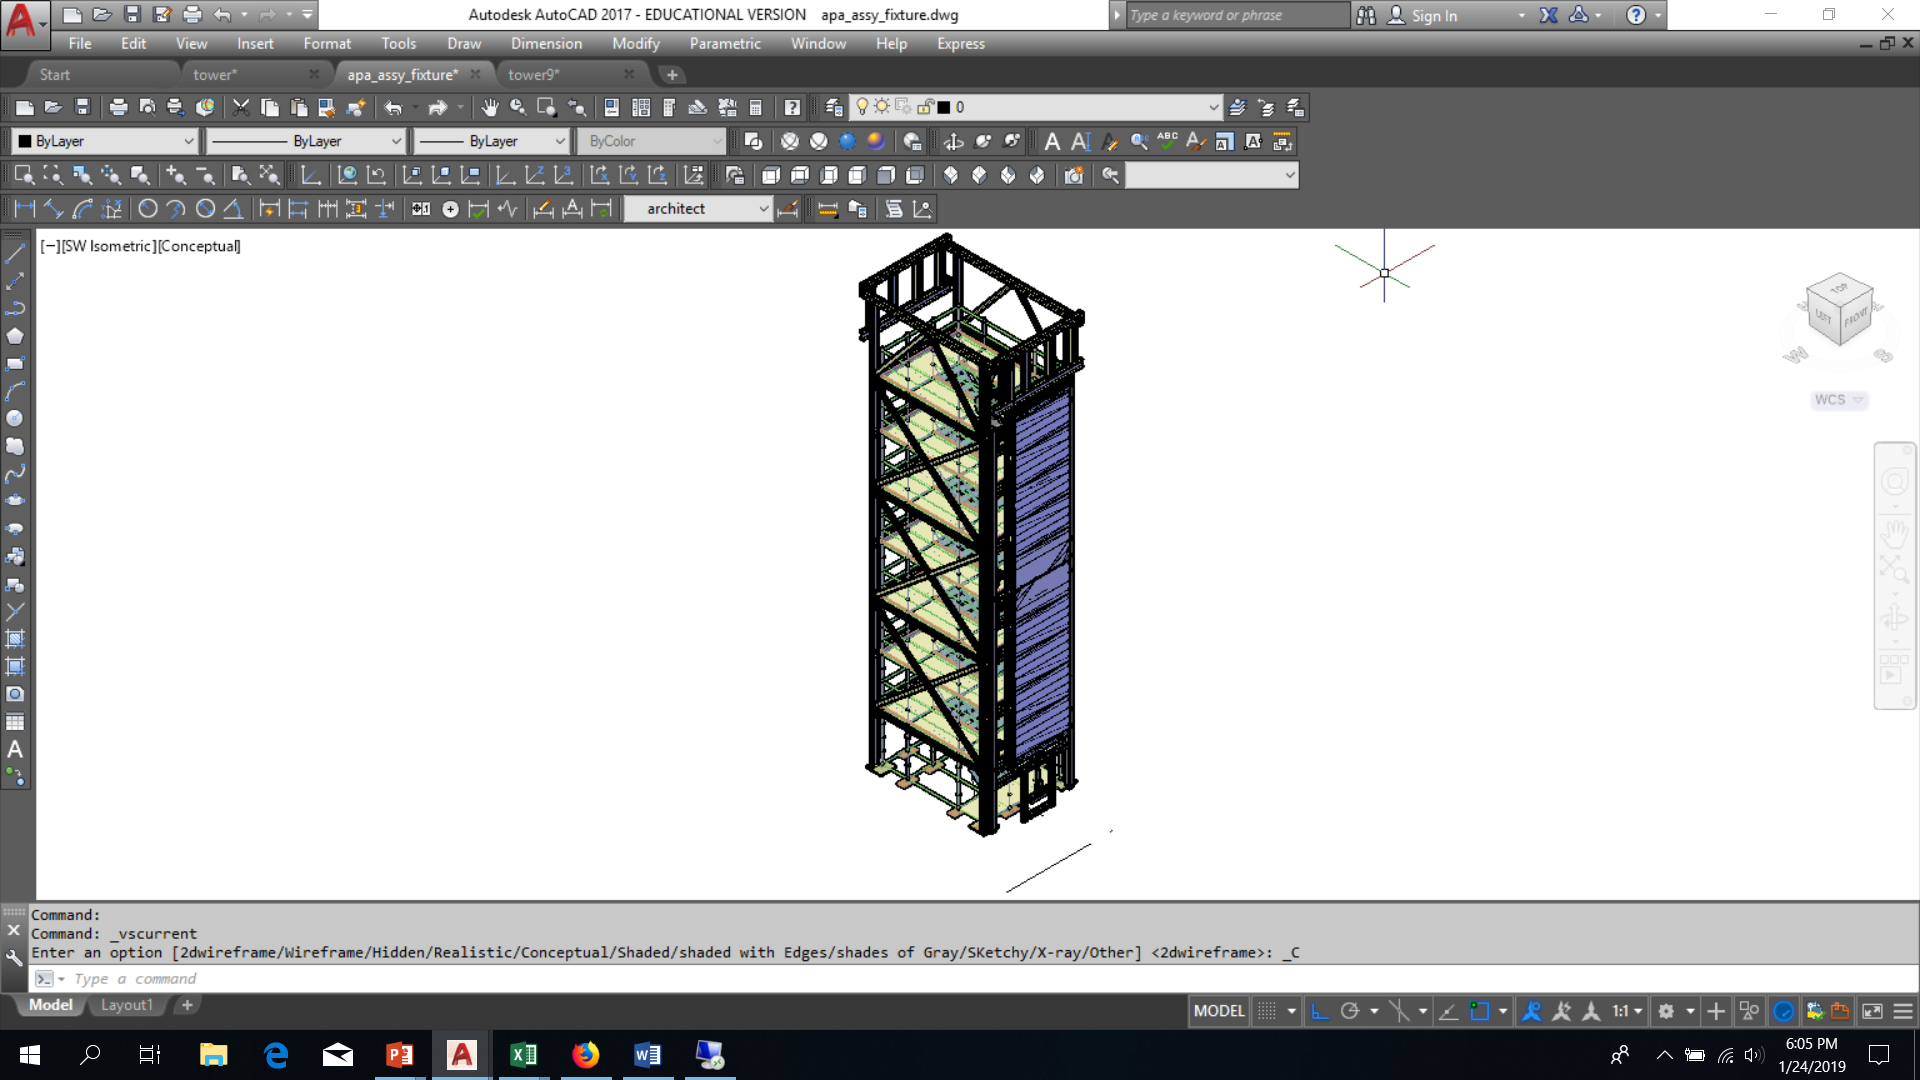 Autodesk AutoCAD 2017 - EDUCATIONAL VERSION apa_assy_fixture.dwg
Type a keyword or phrase
Sign In
File Edit View Insert Format Tools Draw Dimension Modify Parametric Window Help Express
Start tower* apa_assy_fixture* tower9*
0
ByLayer ByLayer ByLayer ByColor
architect
[−][SW Isometric][Conceptual]
TOP
LEFT FRONT
W S
WCS
Command:
Command: _vscurrent
Enter an option [2dwireframe/Wireframe/Hidden/Realistic/Conceptual/Shaded/shaded with Edges/shades of Gray/SKetchy/X-ray/Other] <2dwireframe>: _C
Type a command
Model Layout1 +
MODEL 1:1
6:05 PM
1/24/2019